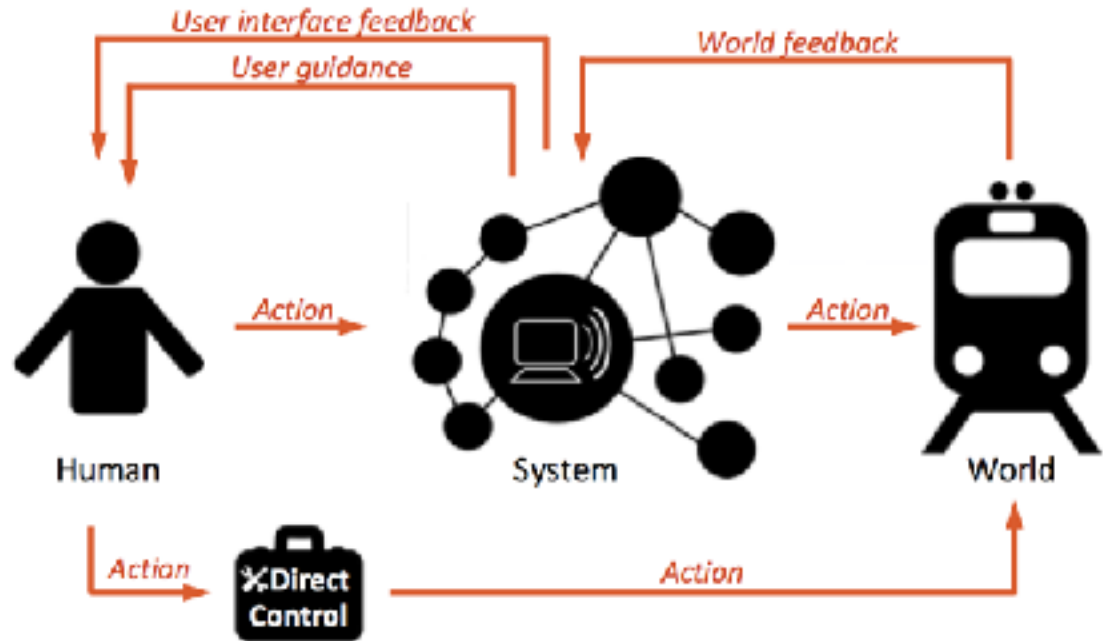 User interface feedback
World feedback
User guidance
Action
Action
Human
System
World
Action
Direct
Control
Action